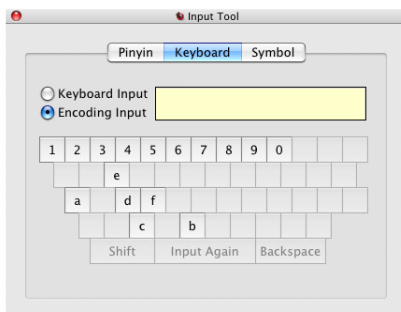 Input Tool
Pinyin Keyboard Symbol
Keyboard Input
Encoding Input
1 2 3 4 5 6 7 8 9 0
e
a d f
c b
Shift Input Again Backspace